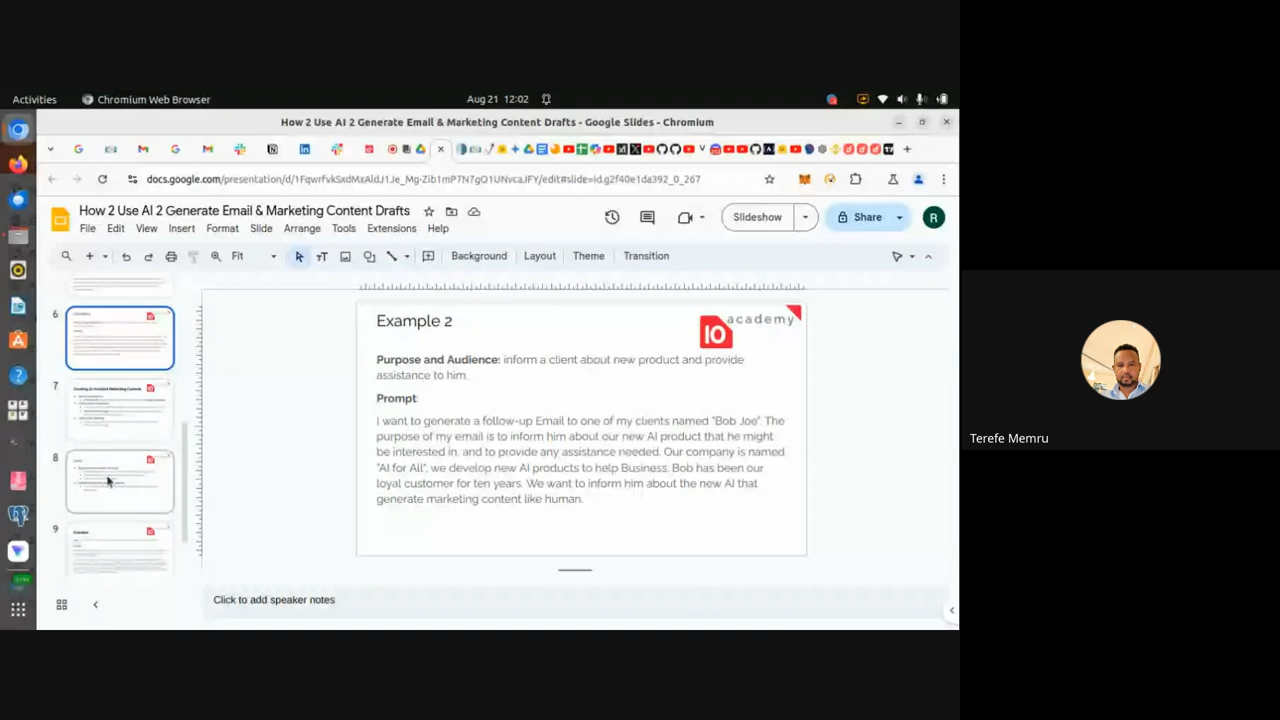 Activities
Chromium Web Browser
Aug 21 12:02
How 2 Use AI 2 Generate Email & Marketing Content Drafts - Google Slides - Chromium
docs.google.com/presentation/d/1FqwrfvkSxdMxAldJ1Je_Mg-Zib1mP7N7gQ1UNvcaJFY/edit#slide=id.g2f40e1da392_0_267
How 2 Use AI 2 Generate Email & Marketing Content Drafts
File Edit View Insert Format Slide Arrange Tools Extensions Help
Slideshow
Share
R
Fit
Background
Layout
Theme
Transition
6
7
Creating AI-Assisted Marketing Content
8
9
Example
Example 2
10 academy
Purpose and Audience: inform a client about new product and provide
assistance to him.
Prompt:
I want to generate a follow-up Email to one of my clients named "Bob Joe". The
purpose of my email is to inform him about our new AI product that he might
be interested in, and to provide any assistance needed. Our company is named
"AI for All", we develop new AI products to help Business. Bob has been our
loyal customer for ten years. We want to inform him about the new AI that
generate marketing content like human.
Click to add speaker notes
Terefe Memru